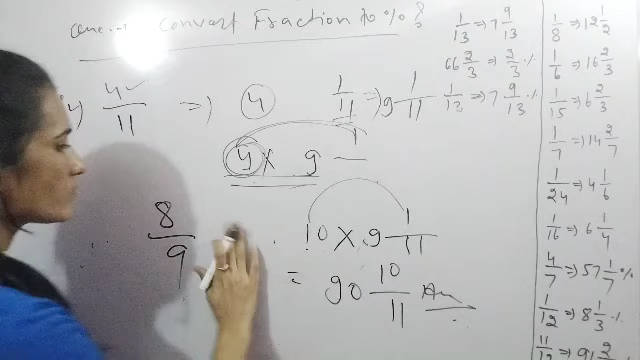 Convert Fraction to % ?
4/11 => (4) 1/11 => 9 1/11
4 x 9 1
8/9
10 x 9 1/11
= 90 10/11 Ans
1/13 => 7 9/13
66 2/3 => 2/3 %
1/13 => 7 9/13 %
1/8 => 12 1/2
1/6 => 16 2/3
1/15 => 6 2/3
1/7 => 14 2/7
1/24 => 4 1/6
1/16 => 6 1/4
4/7 => 57 1/7 %
1/12 => 8 1/3 %
11/12 => 91 2